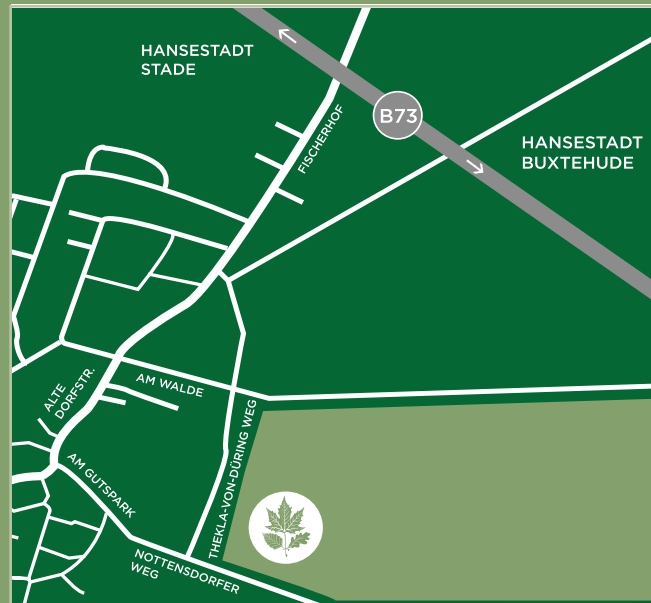 HANSESTADT
STADE
B73
FISCHERHOF
HANSESTADT
BUXTEHUDE
ALTE
DORFSTR.
AM WALDE
THEKLA-VON-DÜRING WEG
AM GUTSPARK
NOTTENSDORFER
WEG